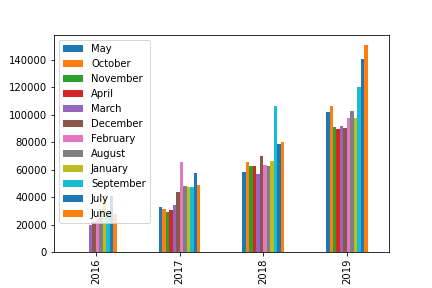 140000
120000
100000
80000
60000
40000
20000
0
May
October
November
April
March
December
February
August
January
September
July
June
2016
2017
2018
2019